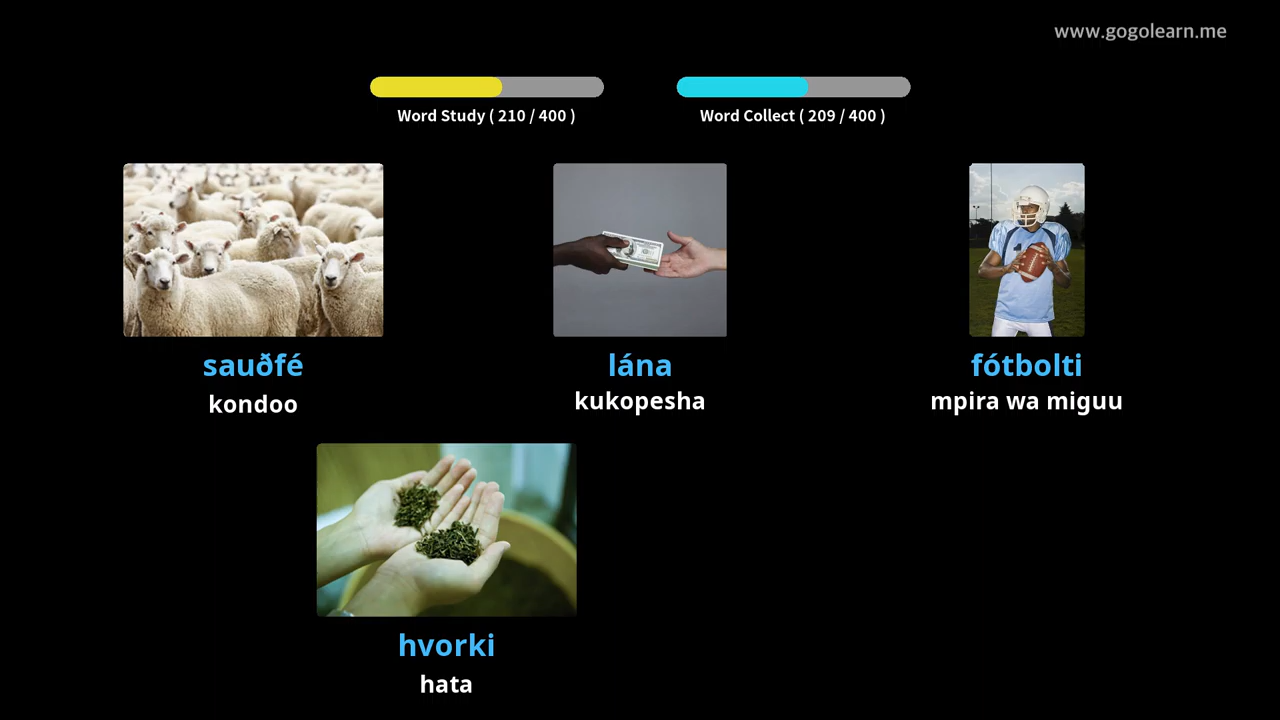 www.gogolearn.me
Word Study ( 210 / 400 )
Word Collect ( 209 / 400 )
sauðfé
kondoo
lána
kukopesha
fótbolti
mpira wa miguu
hvorki
hata